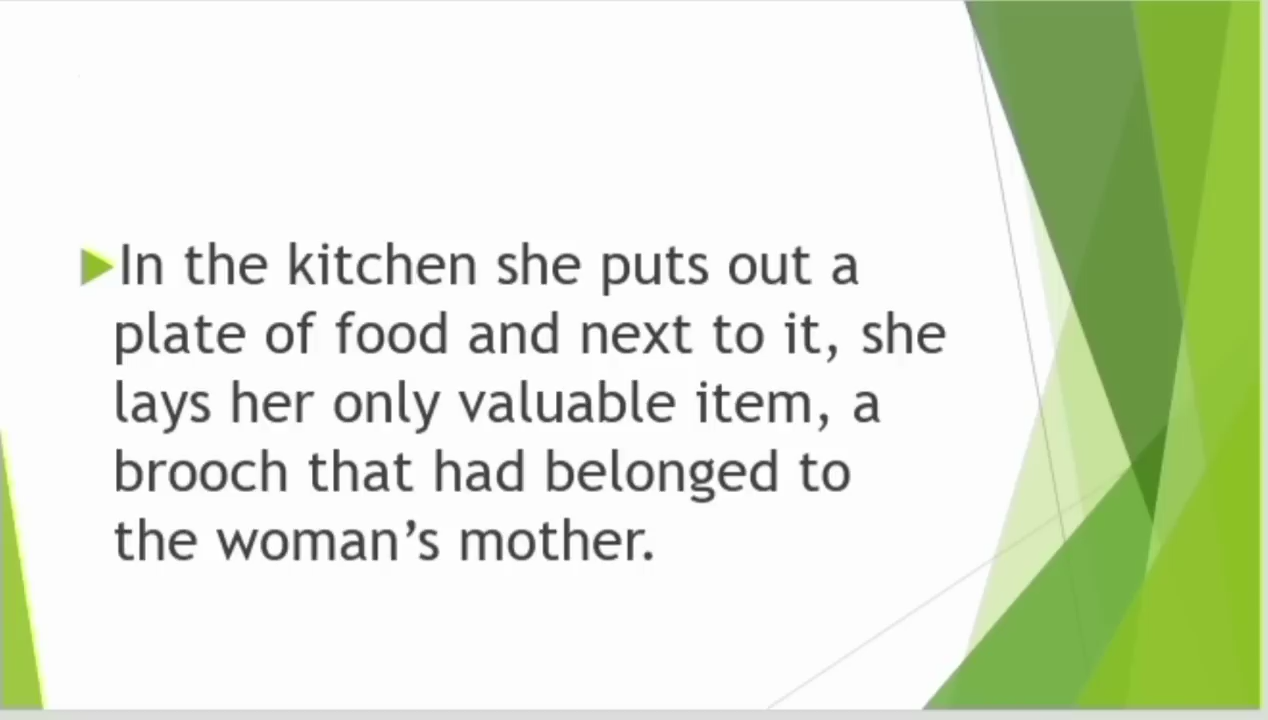 In the kitchen she puts out a
plate of food and next to it, she
lays her only valuable item, a
brooch that had belonged to
the woman’s mother.